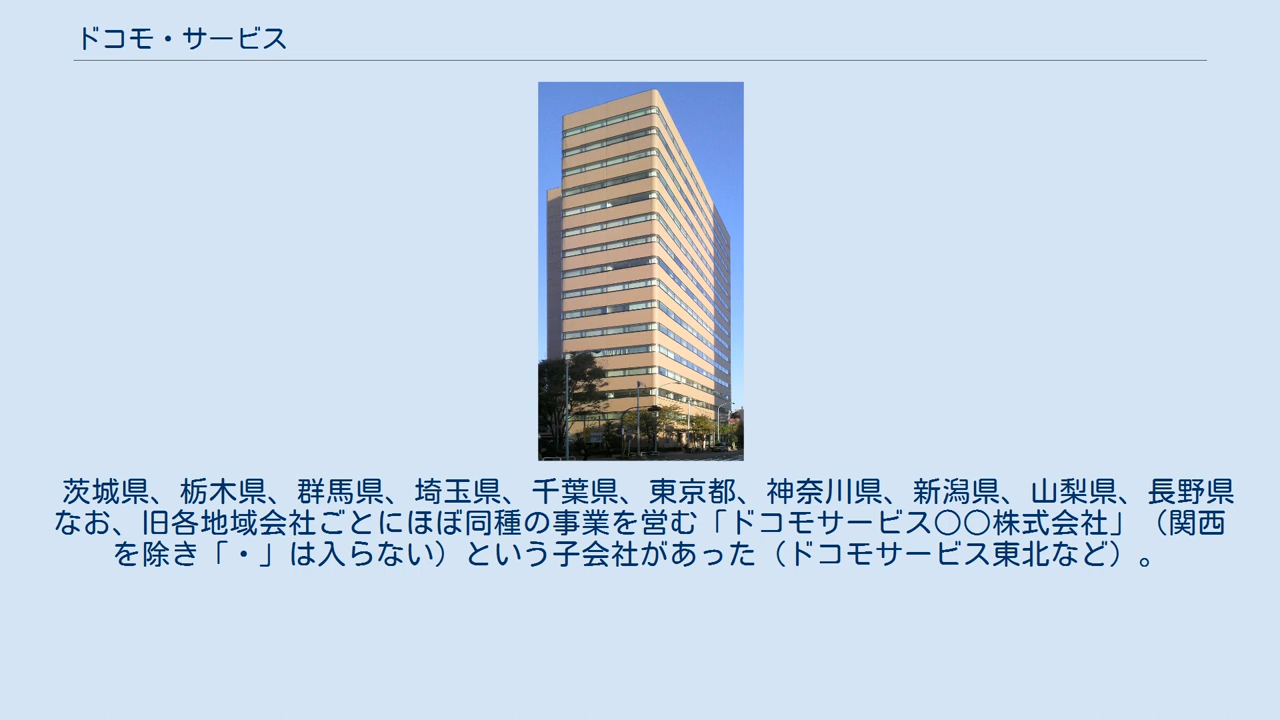 ドコモ・サービス
茨城県、栃木県、群馬県、埼玉県、千葉県、東京都、神奈川県、新潟県、山梨県、長野県
なお、旧各地域会社ごとにほぼ同種の事業を営む「ドコモサービス〇〇株式会社」（関西
を除き「・」は入らない）という子会社があった（ドコモサービス東北など）。